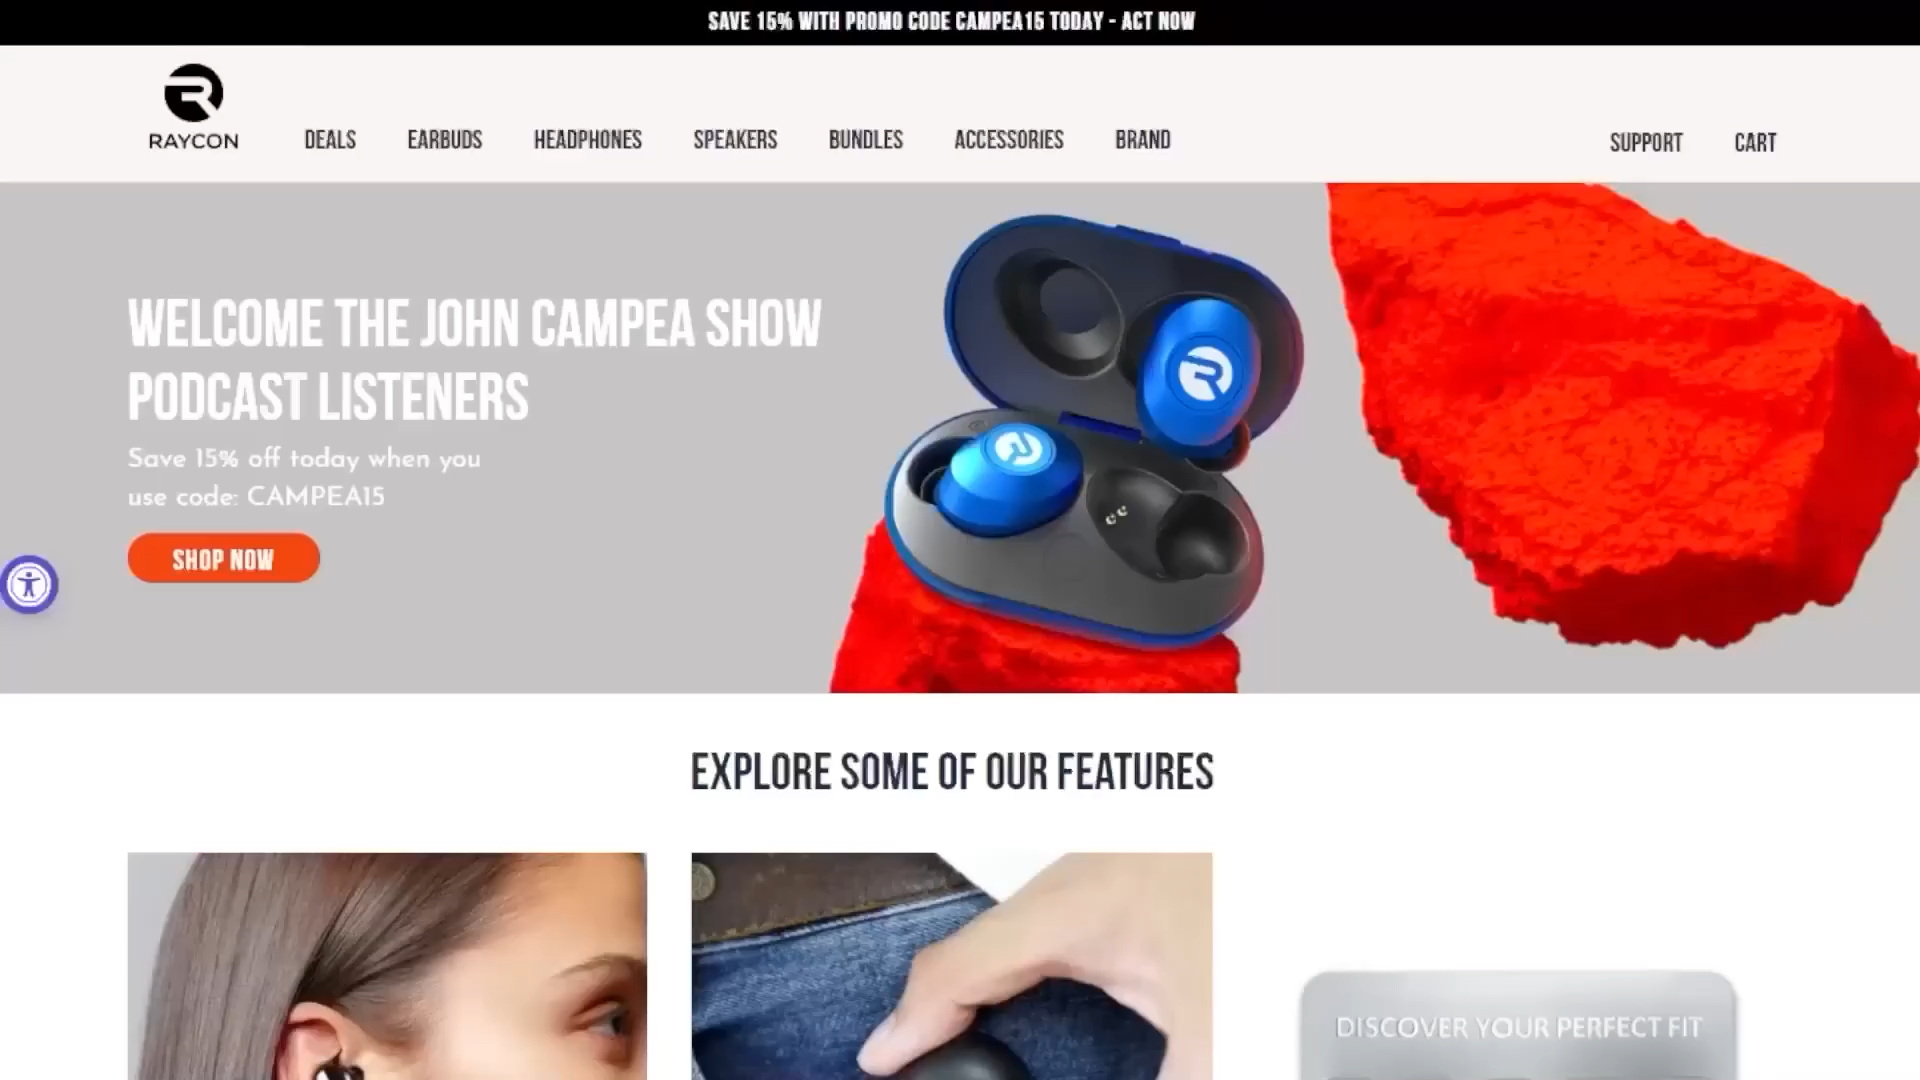 SAVE 15% WITH PROMO CODE CAMPEA15 TODAY - ACT NOW
RAYCON
DEALS
EARBUDS
HEADPHONES
SPEAKERS
BUNDLES
ACCESSORIES
BRAND
SUPPORT
CART
WELCOME THE JOHN CAMPEA SHOW
PODCAST LISTENERS
Save 15% off today when you
use code: CAMPEA15
SHOP NOW
EXPLORE SOME OF OUR FEATURES
DISCOVER YOUR PERFECT FIT